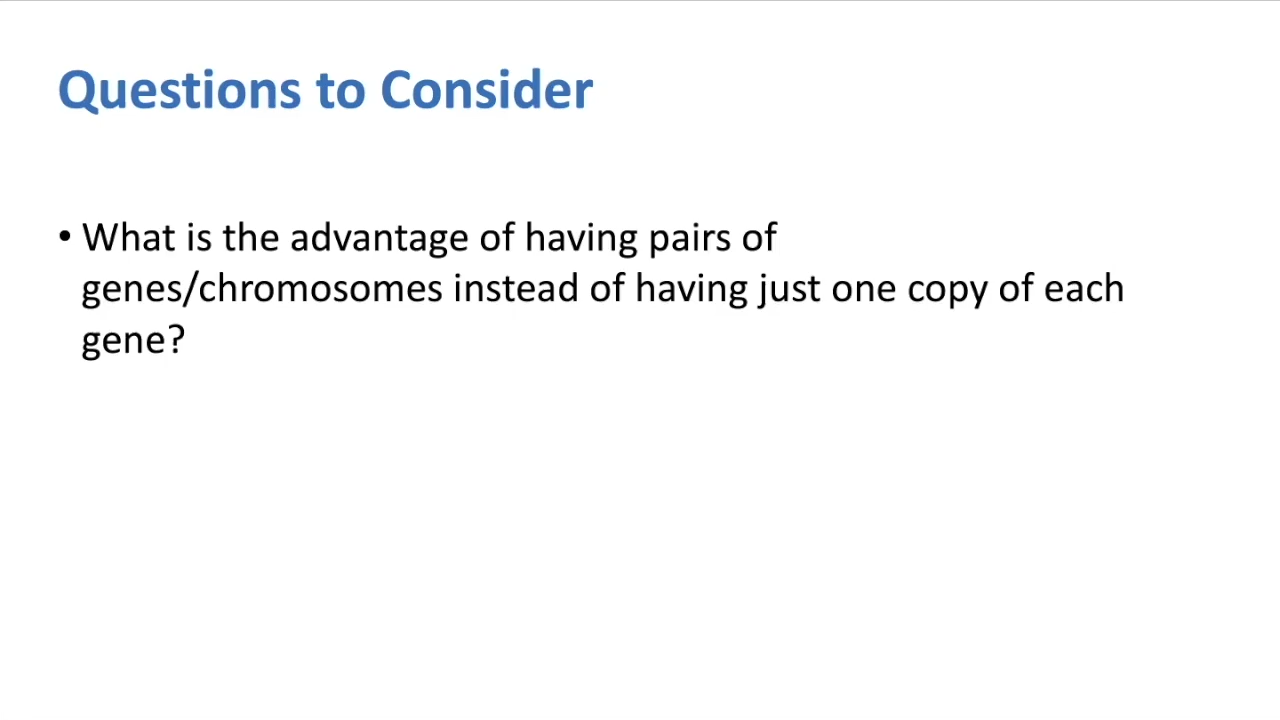 Questions to Consider
• What is the advantage of having pairs of
genes/chromosomes instead of having just one copy of each
gene?